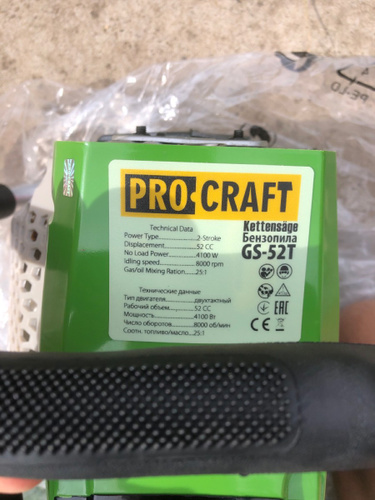 PE-LD
PRO·CRAFT
Kettensäge
Бензопила
GS-52T
Technical Data
Power Type..................2-Stroke
Displacement..............52 CC
No Load Power............4100 W
Idling speed.................8000 rpm
Gas/oil Mixing Ration.....25:1
Технические данные
Тип двигателя..............двухтактный
Рабочий объем....,.......52 CC
Мощность....................4100 Вт
Число оборотов..........8000 об/мин
Соотн. топливо/масло....25:1
EAC
CE